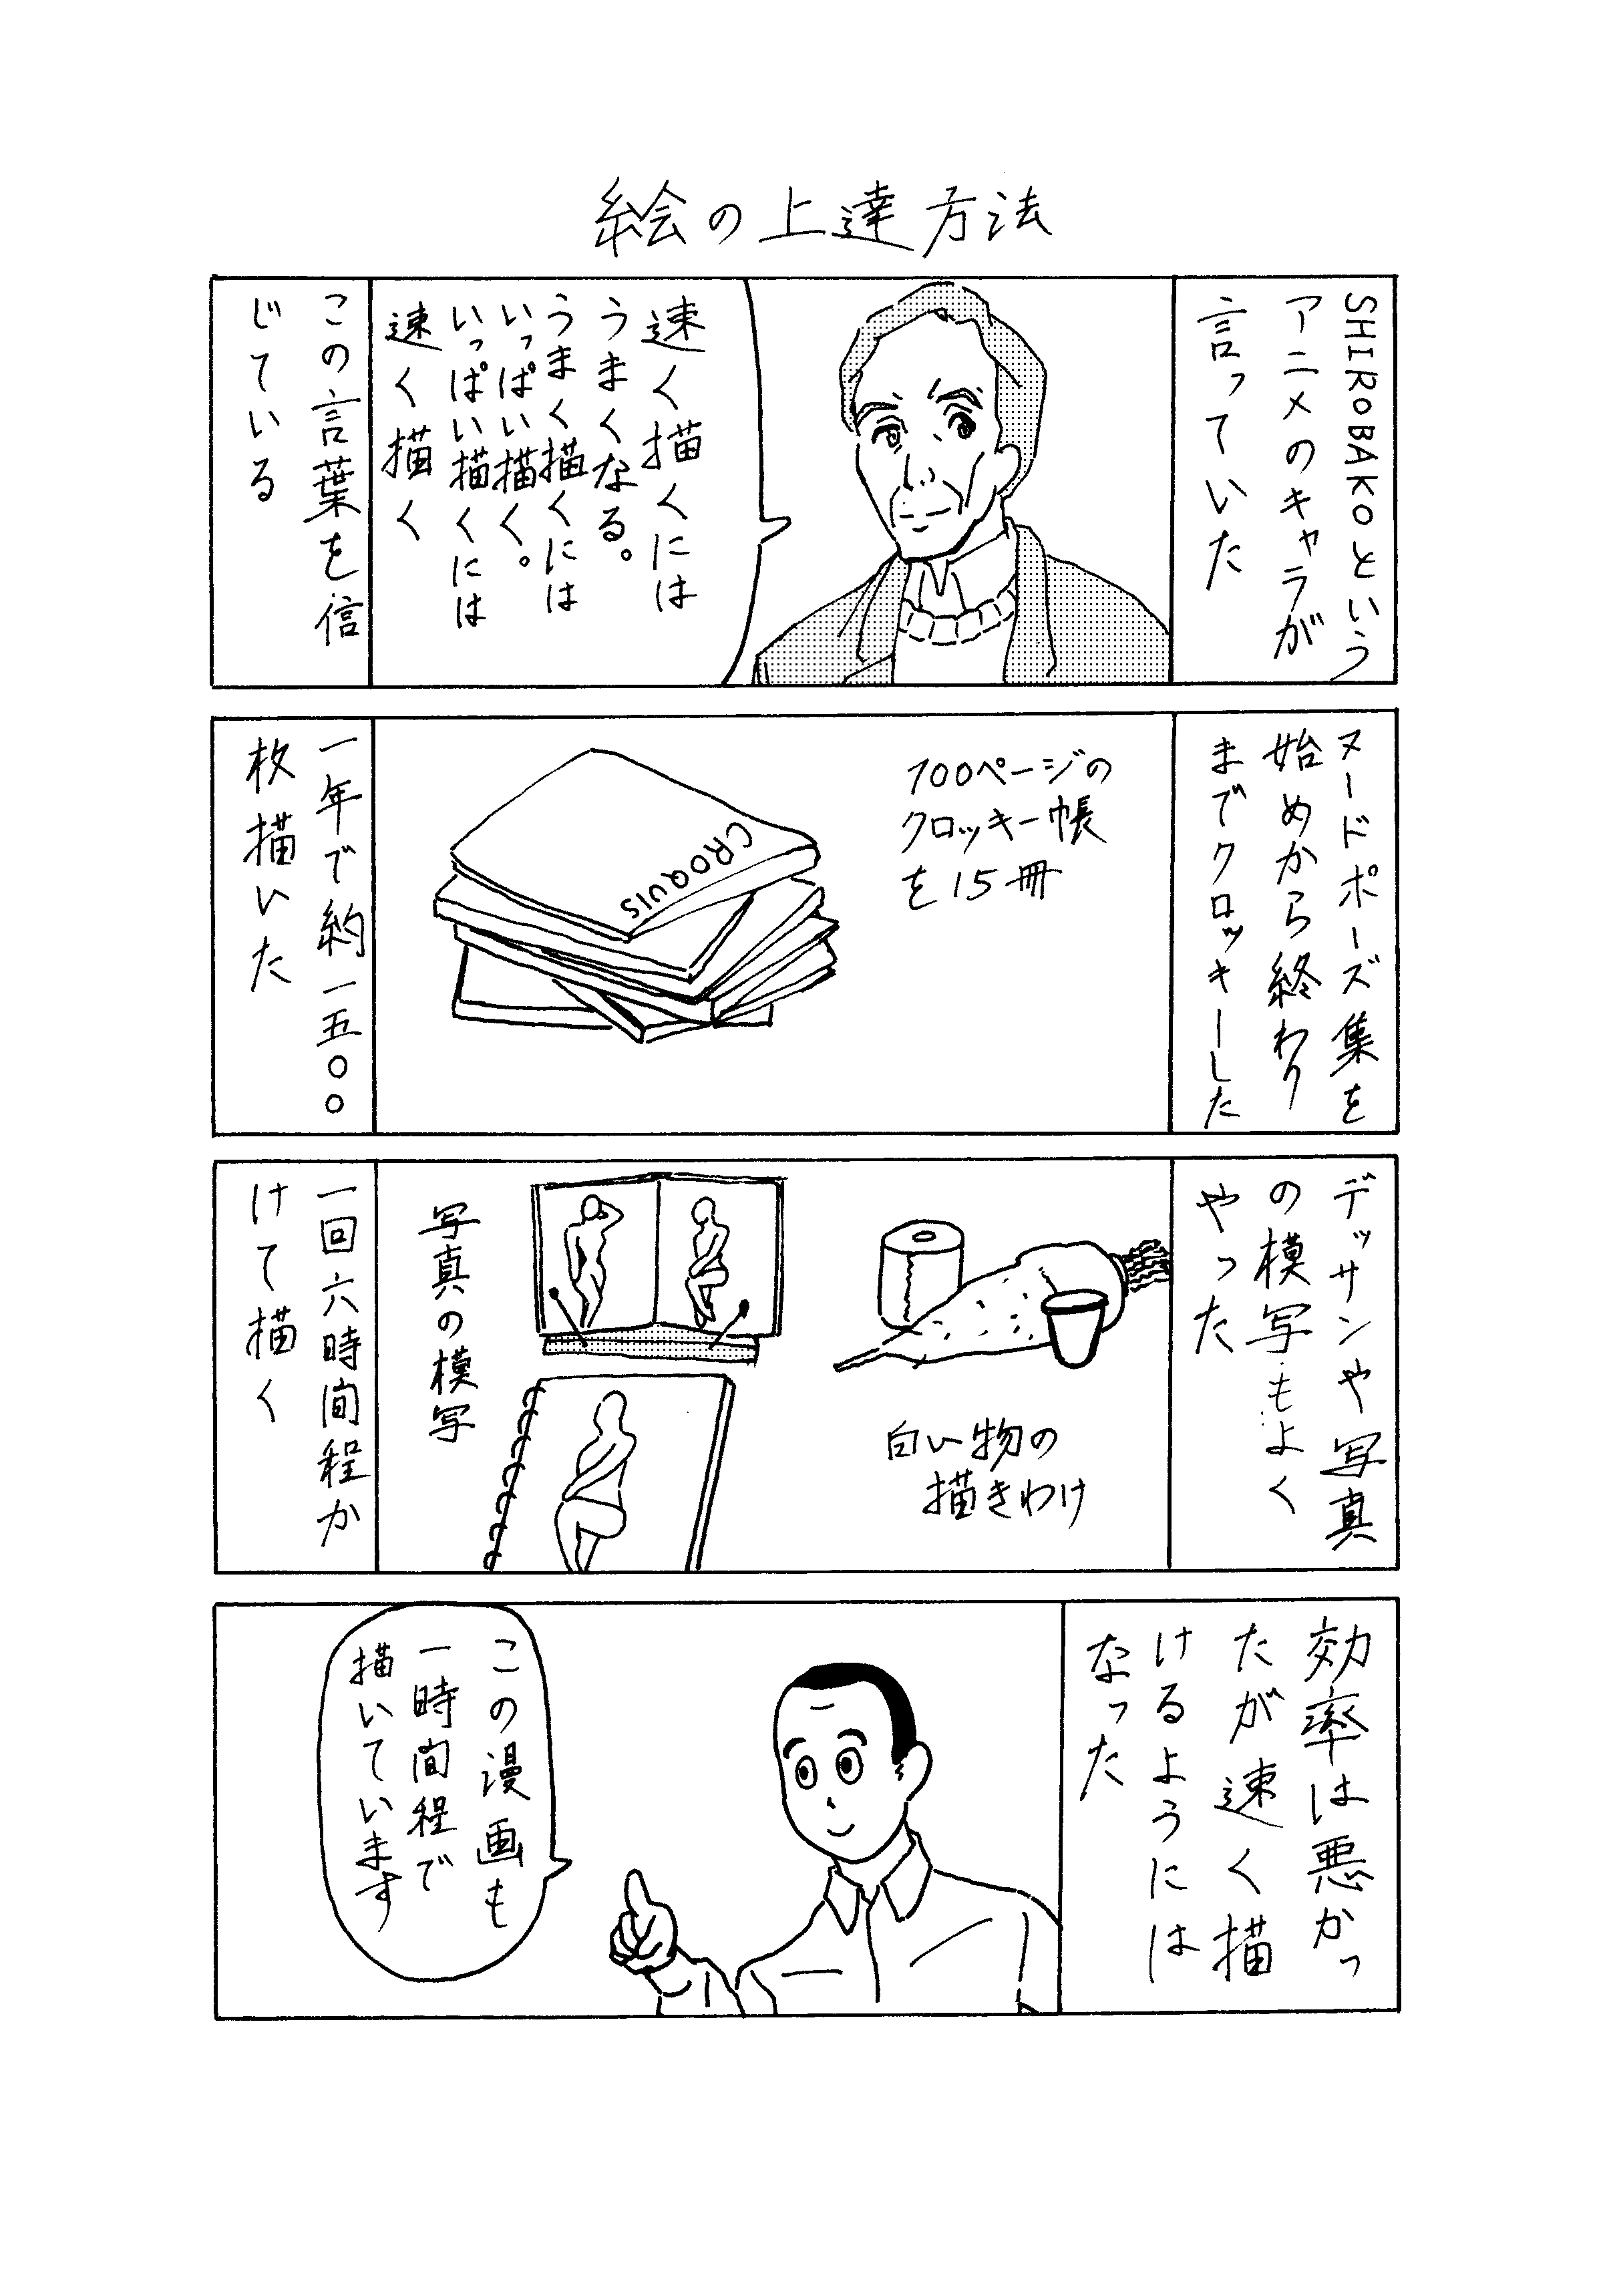 絵の上達方法
SHIROBAKOという
アニメのキャラが
言っていた
速く描くには
うまくなる。
うまく描くには
いっぱい描く。
いっぱい描くには
速く描く
この言葉を信
じている
ヌードポーズ集を
始めから終わり
までクロッキーした
100ページの
クロッキー帳
を15冊
CROQUIS
一年で約一五〇〇
枚描いた
デッサンや写真
の模写もよく
やった
白い物の
描きわけ
写真の模写
一回六時間程か
けて描く
効率は悪かっ
たが速く描
けるようには
なった
この漫画も
一時間程で
描いています